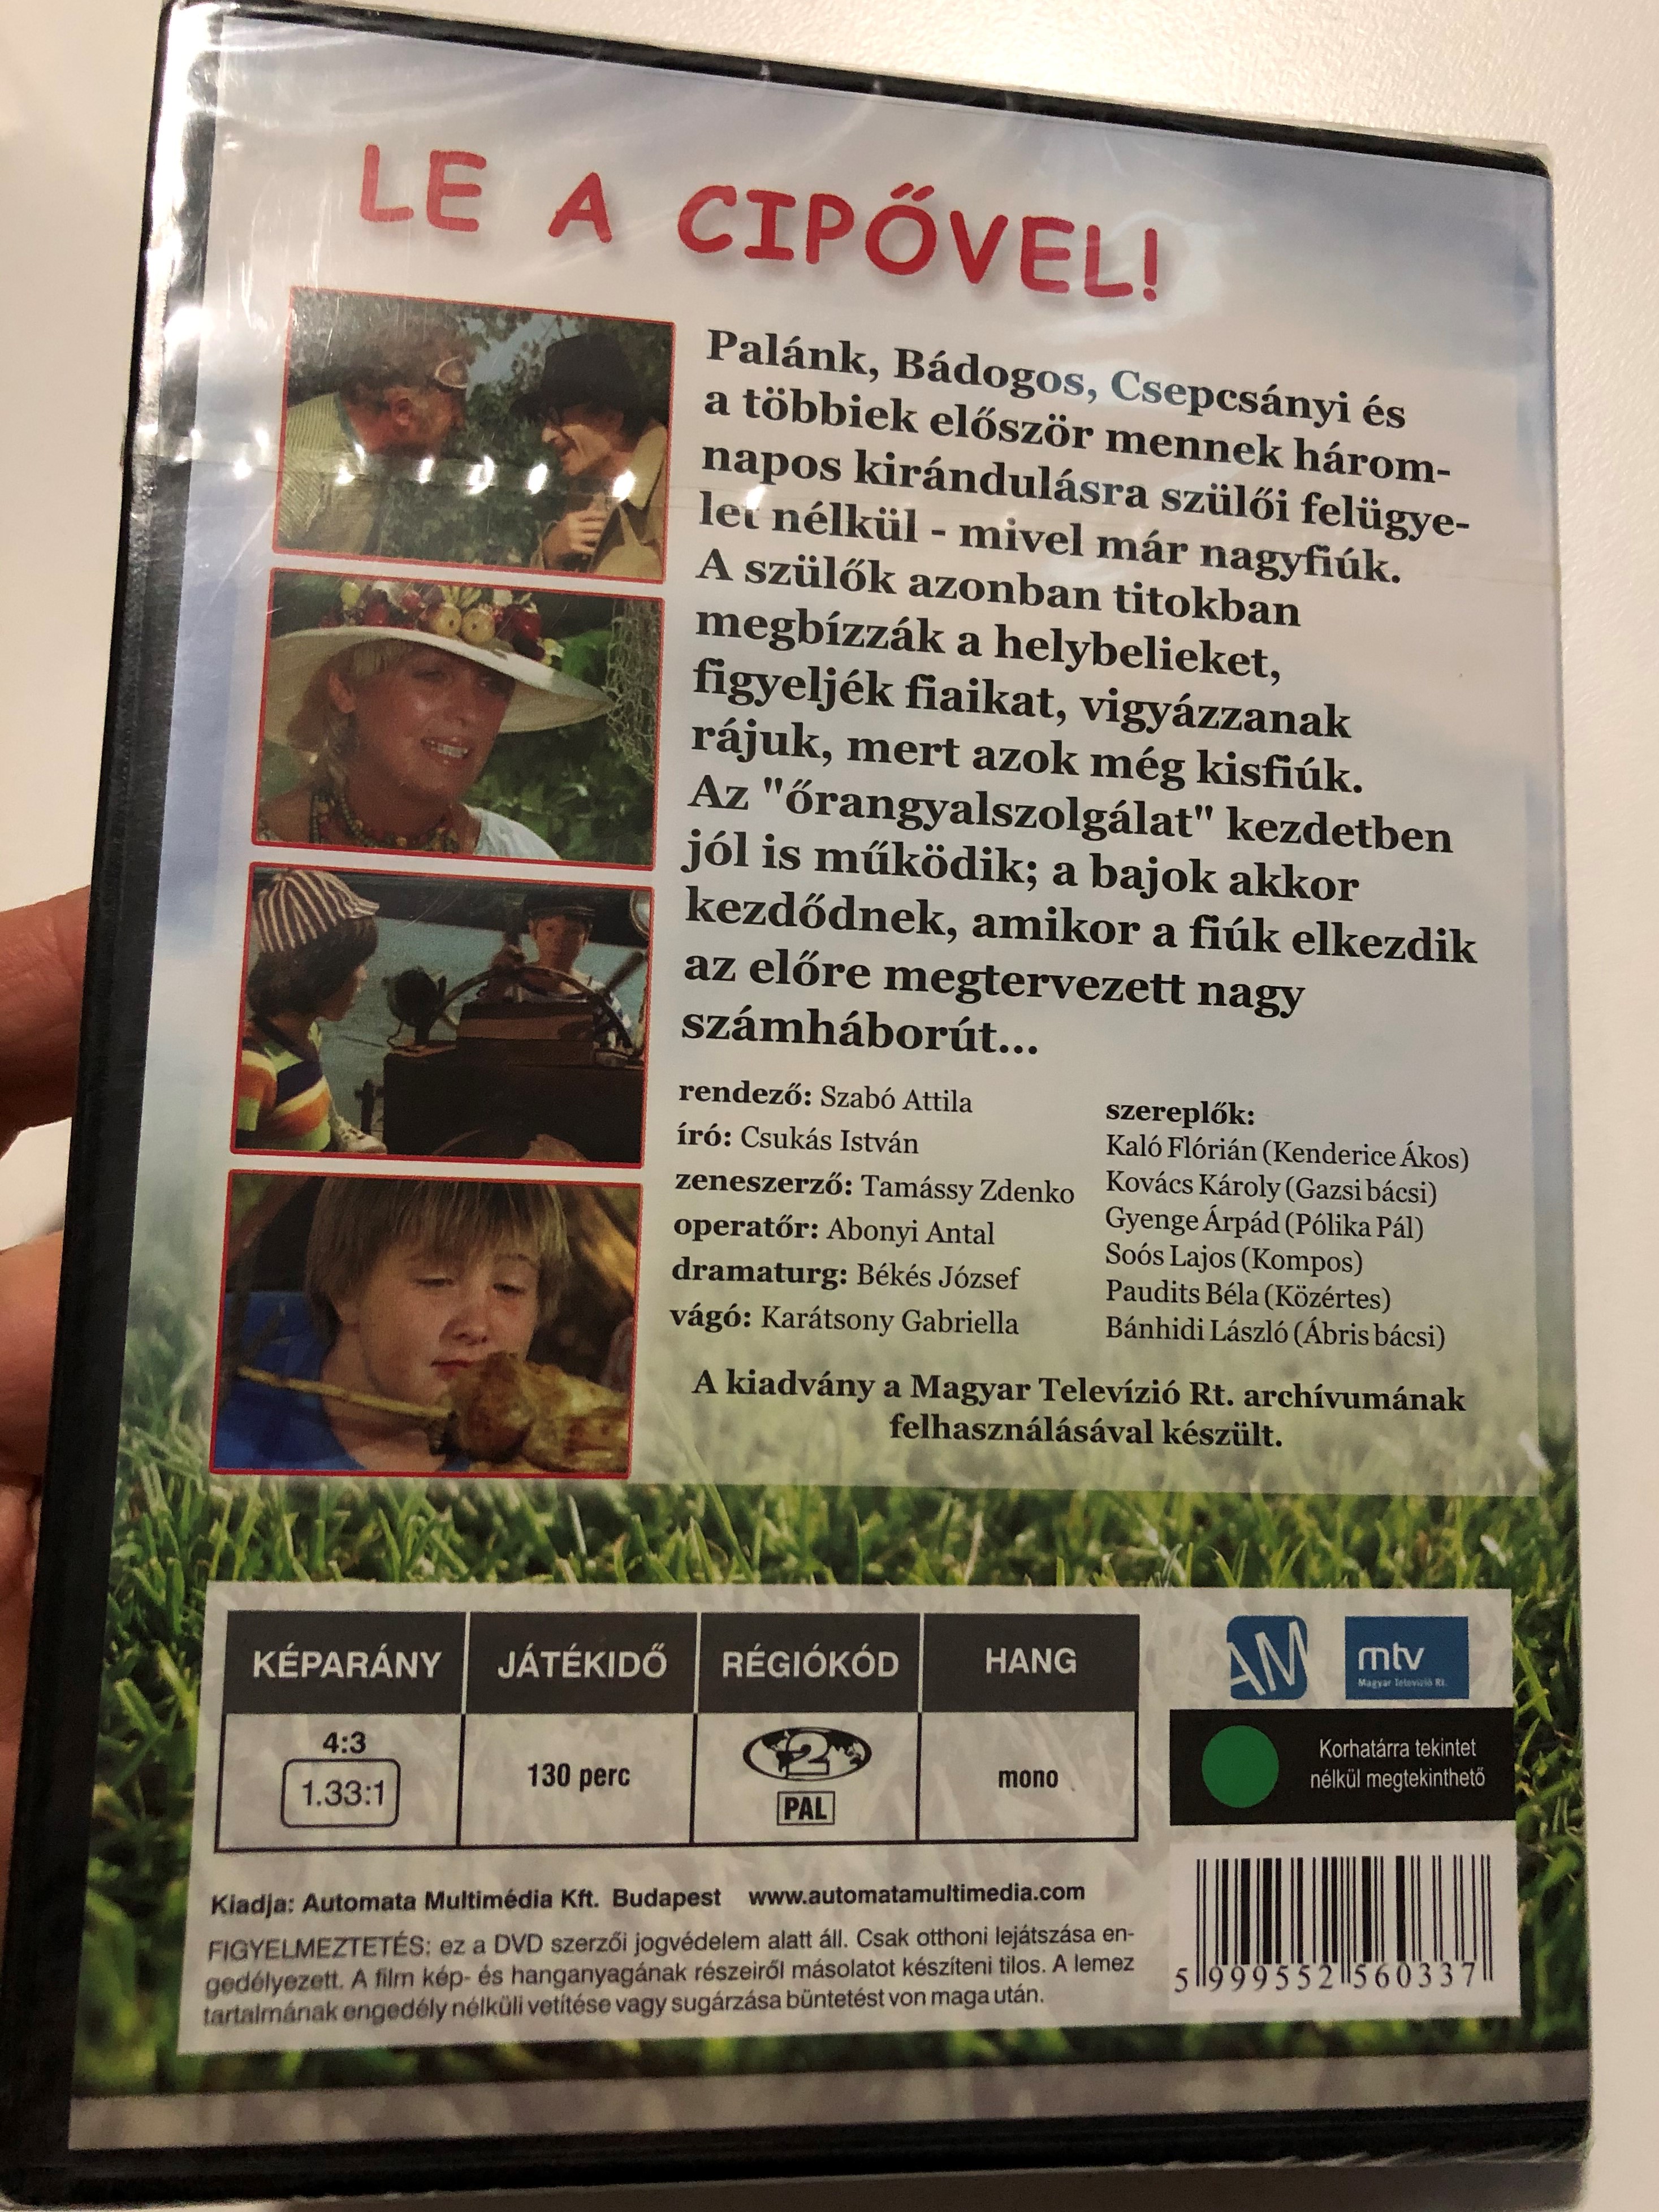 LE A CIPŐVEL!
Palánk, Bádogos, Csepcsányi és
a többiek először mennek három-
napos kirándulásra szülői felügye-
let nélkül - mivel már nagyfiúk.
A szülők azonban titokban
megbízzák a helybelieket,
figyeljék fiaikat, vigyázzanak
rájuk, mert azok még kisfiúk.
Az "őrangyalszolgálat" kezdetben
jól is működik; a bajok akkor
kezdődnek, amikor a fiúk elkezdik
az előre megtervezett nagy
számháborút...
rendező: Szabó Attila
író: Csukás István
zeneszerző: Tamássy Zdenko
operatőr: Abonyi Antal
dramaturg: Békés József
vágó: Karátsony Gabriella
szereplők:
Kaló Flórián (Kenderice Ákos)
Kovács Károly (Gazsi bácsi)
Gyenge Árpád (Pólika Pál)
Soós Lajos (Kompos)
Paudits Béla (Közértes)
Bánhidi László (Ábris bácsi)
A kiadvány a Magyar Televízió Rt. archívumának
felhasználásával készült.
KÉPARÁNY JÁTÉKIDŐ RÉGIÓKÓD HANG
4:3
1.33:1
130 perc
2
PAL
mono
AM
mtv
Magyar Televízió Rt.
Korhatárra tekintet
nélkül megtekinthető
Kiadja: Automata Multimédia Kft. Budapest www.automatamultimedia.com
FIGYELMEZTETÉS: ez a DVD szerzői jogvédelem alatt áll. Csak otthoni lejátszása en-
gedélyezett. A film kép- és hanganyagának részeiről másolatot készíteni tilos. A lemez
tartalmának engedély nélküli vetítése vagy sugárzása büntetést von maga után.
5 999552 560337